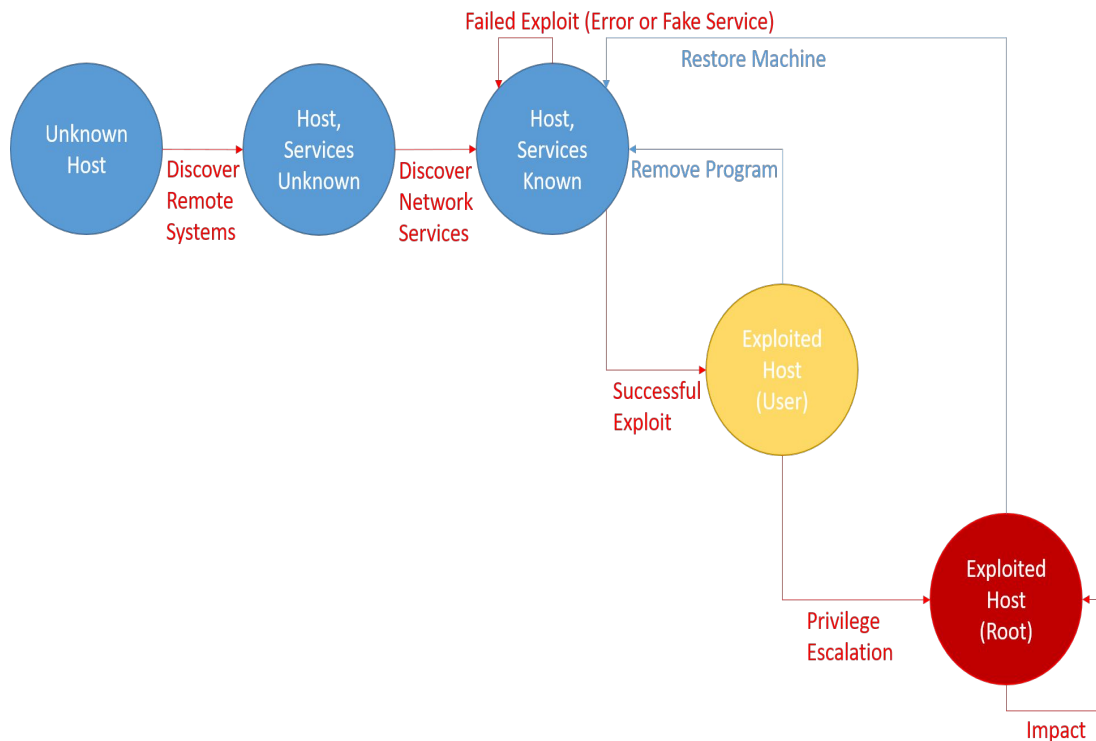 Failed Exploit (Error or Fake Service)
Restore Machine
Unknown
Host
Host,
Services
Unknown
Host,
Services
Known
Discover
Remote
Systems
Discover
Network
Services
Remove Program
Exploited
Host
(User)
Successful
Exploit
Exploited
Host
(Root)
Privilege
Escalation
Impact